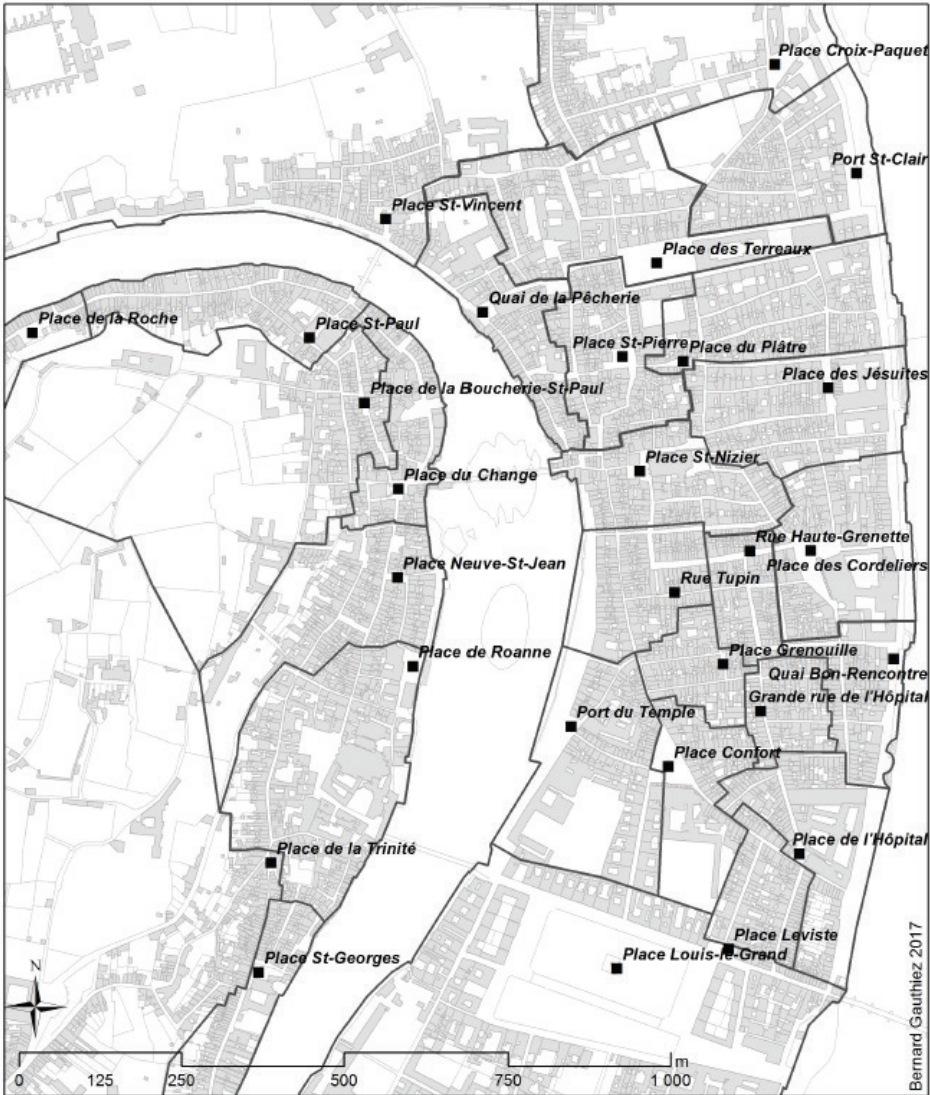 Place Croix-Paquet
Port St-Clair
Place St-Vincent
Place des Terreaux
Quai de la Pêcherie
Place de la Roche
Place St-Paul
Place St-Pierre
Place du Plâtre
Place de la Boucherie-St-Paul
Place des Jésuites
Place St-Nizier
Place du Change
Rue Haute-Grenette
Place des Cordeliers
Place Neuve-St-Jean
Rue Tupin
Place de Roanne
Place Grenouille
Quai Bon-Rencontre
Grande rue de l'Hôpital
Port du Temple
Place Confort
Place de la Trinité
Place de l'Hôpital
Place Leviste
Place St-Georges
Place Louis-le-Grand
N
0 125 250 500 750 1 000 m
Bernard Gauthiez 2017